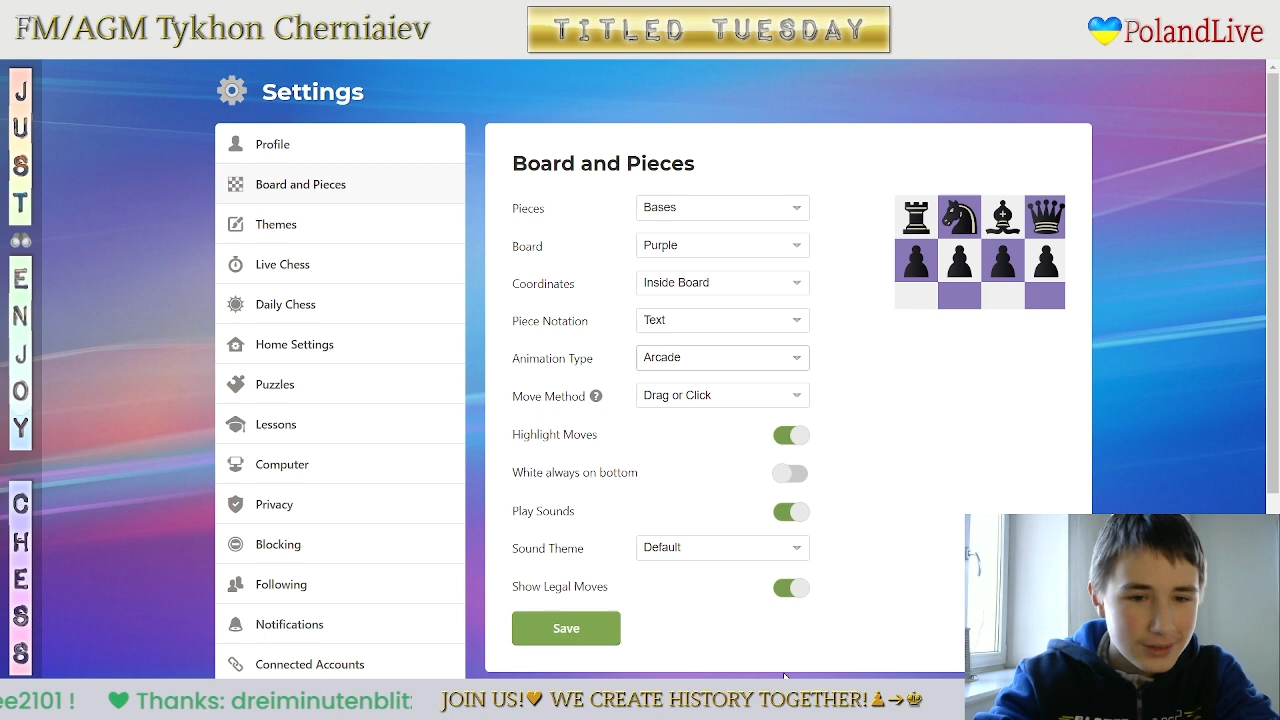 FM/AGM Tykhon Cherniaiev
TITLED TUESDAY
PolandLive
JUST
ENJOY
CHESS
Settings
Profile
Board and Pieces
Themes
Live Chess
Daily Chess
Home Settings
Puzzles
Lessons
Computer
Privacy
Blocking
Following
Notifications
Connected Accounts
Board and Pieces
Pieces Bases
Board Purple
Coordinates Inside Board
Piece Notation Text
Animation Type Arcade
Move Method ? Drag or Click
Highlight Moves
White always on bottom
Play Sounds
Sound Theme Default
Show Legal Moves
Save
ee2101 ! 💚 Thanks: dreiminutenblit
JOIN US!🧡 WE CREATE HISTORY TOGETHER!♟→♚